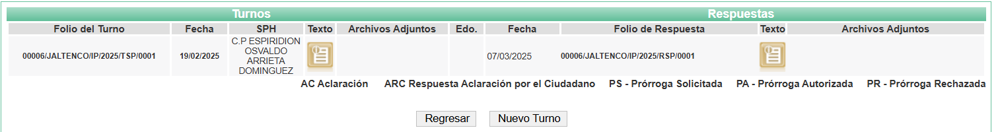 Turnos Respuestas
Folio del Turno Fecha SPH Texto Archivos Adjuntos Edo. Fecha Folio de Respuesta Texto Archivos Adjuntos
00006/JALTENCO/IP/2025/TSP/0001 19/02/2025 C.P ESPIRIDION
OSVALDO
ARRIETA
DOMINGUEZ
07/03/2025 00006/JALTENCO/IP/2025/RSP/0001
AC Aclaración ARC Respuesta Aclaración por el Ciudadano PS - Prórroga Solicitada PA - Prórroga Autorizada PR - Prórroga Rechazada
Regresar Nuevo Turno